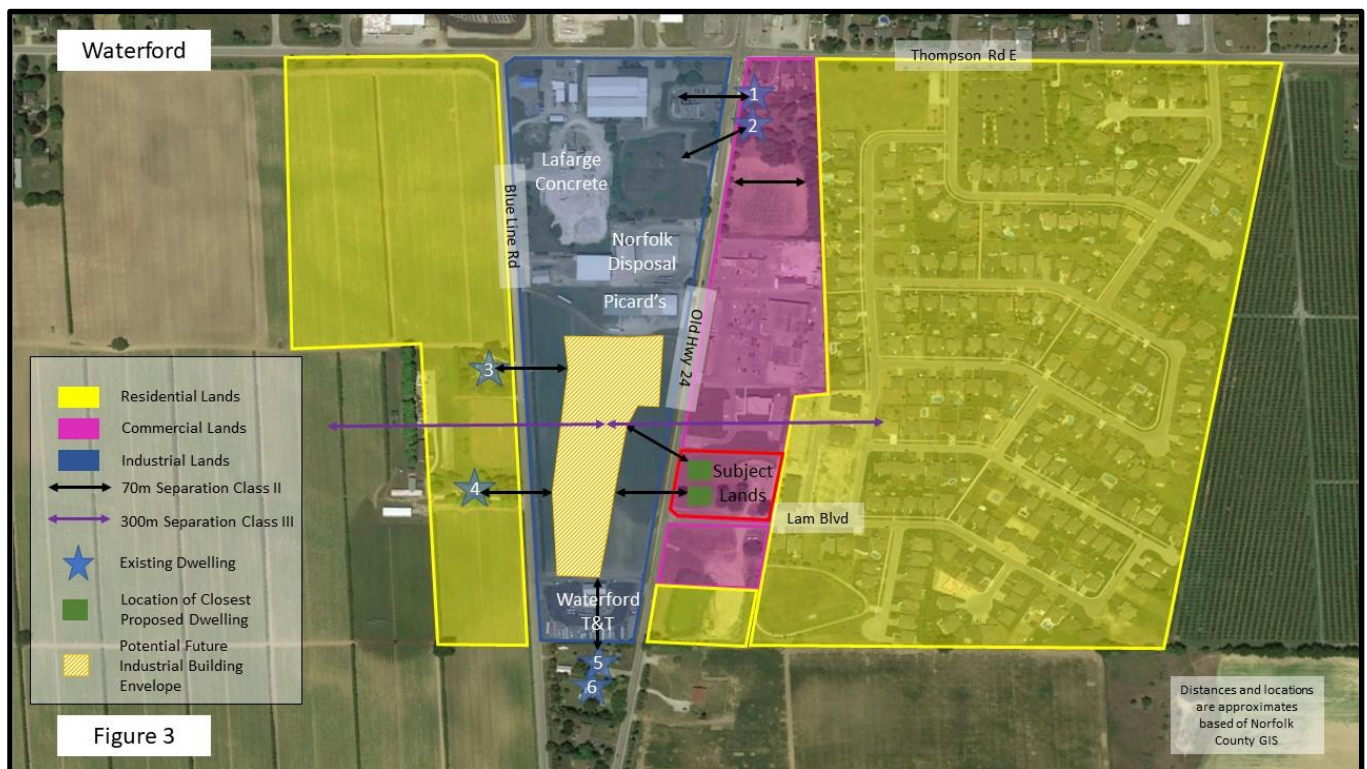 Waterford
Thompson Rd E
1
2
Lafarge
Concrete
Blue Line Rd
Norfolk
Disposal
Picard's
Old Hwy 24
3
4
Subject
Lands
Lam Blvd
Waterford
T&T
5
6
Residential Lands
Commercial Lands
Industrial Lands
70m Separation Class II
300m Separation Class III
Existing Dwelling
Location of Closest
Proposed Dwelling
Potential Future
Industrial Building
Envelope
Figure 3
Distances and locations
are approximates
based of Norfolk
County GIS